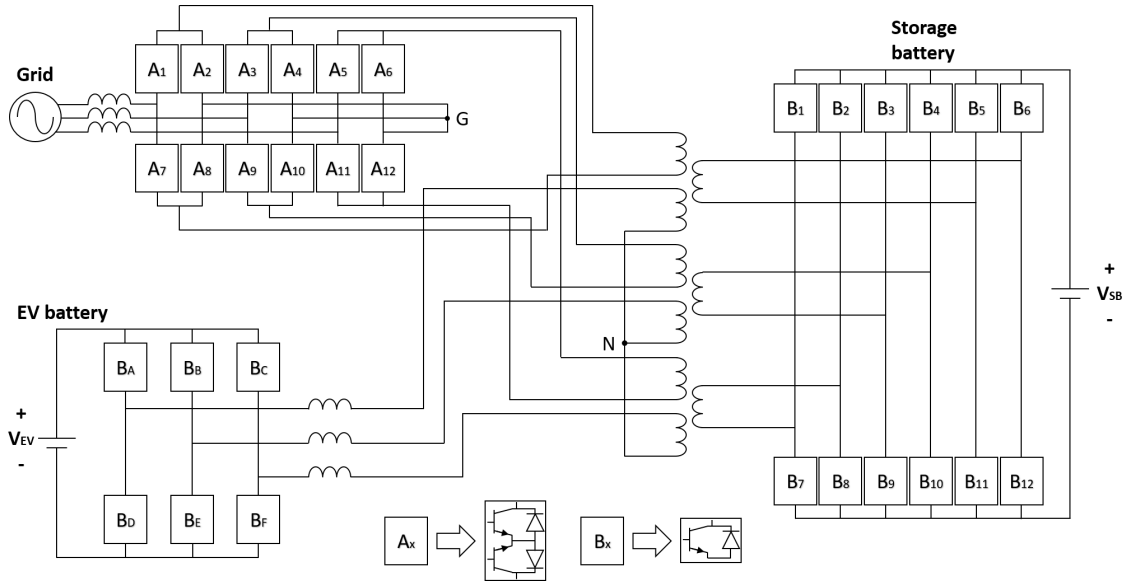 Storage
battery
Grid
A1 A2 A3 A4 A5 A6
G
B1 B2 B3 B4 B5 B6
A7 A8 A9 A10 A11 A12
+
VSB
-
EV battery
N
BA BB BC
+
VEV
-
B7 B8 B9 B10 B11 B12
BD BE BF
Ax
Bx